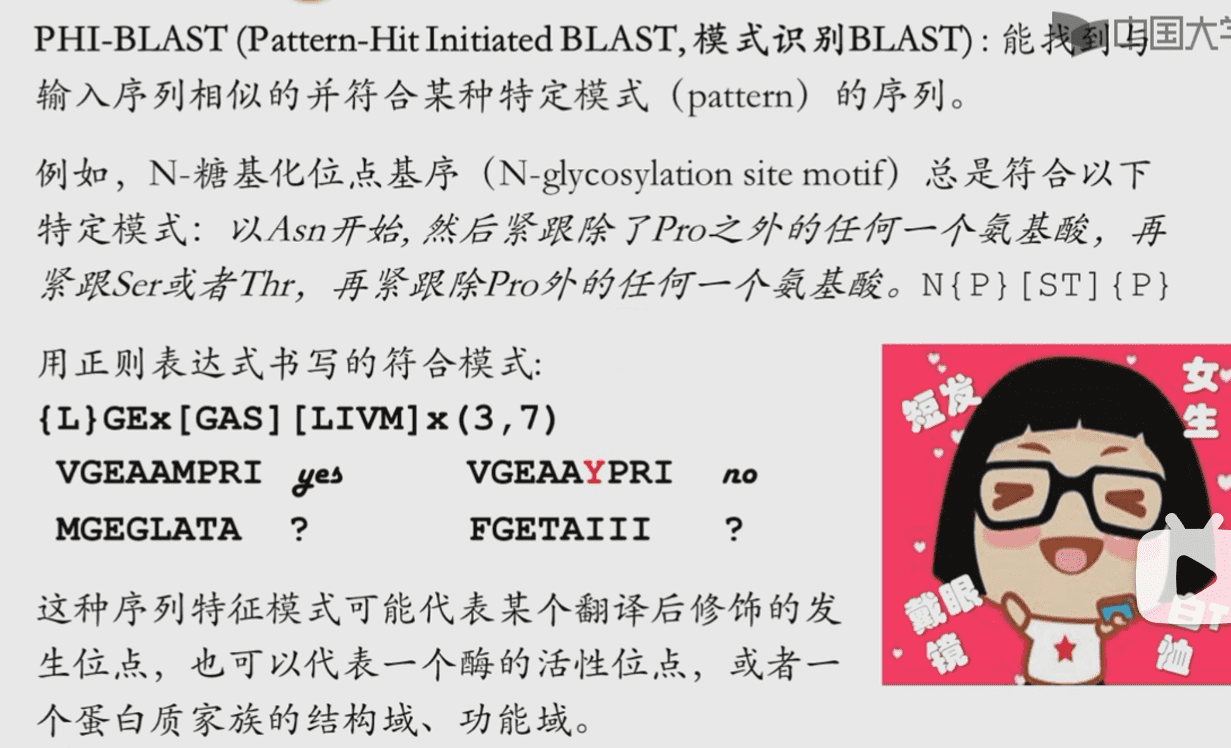 PHI-BLAST (Pattern-Hit Initiated BLAST,模式识别BLAST) : 能找到与
输入序列相似的并符合某种特定模式（pattern）的序列。
例如，N-糖基化位点基序（N-glycosylation site motif）总是符合以下
特定模式：以Asn开始, 然后紧跟除了Pro之外的任何一个氨基酸，再
紧跟Ser或者Thr，再紧跟除Pro外的任何一个氨基酸。N{P}[ST]{P}
用正则表达式书写的符合模式:
{L}GEx[GAS][LIVM]x(3,7)
VGEAAMPRI yes VGEAAYPRI no
MGEGLATA ? FGETAIII ?
这种序列特征模式可能代表某个翻译后修饰的发
生位点，也可以代表一个酶的活性位点，或者一
个蛋白质家族的结构域、功能域。
中国大学
短发
女生
戴眼镜
恤